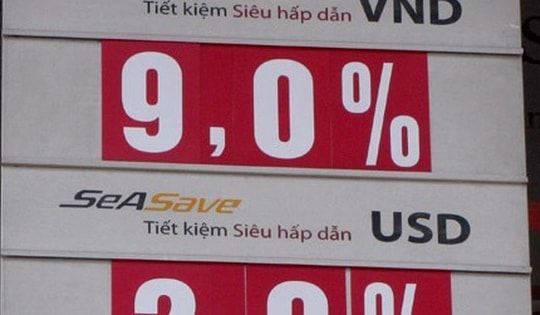 Tiết kiệm Siêu hấp dẫn VND
9,0%
SeASave
Tiết kiệm Siêu hấp dẫn USD
%